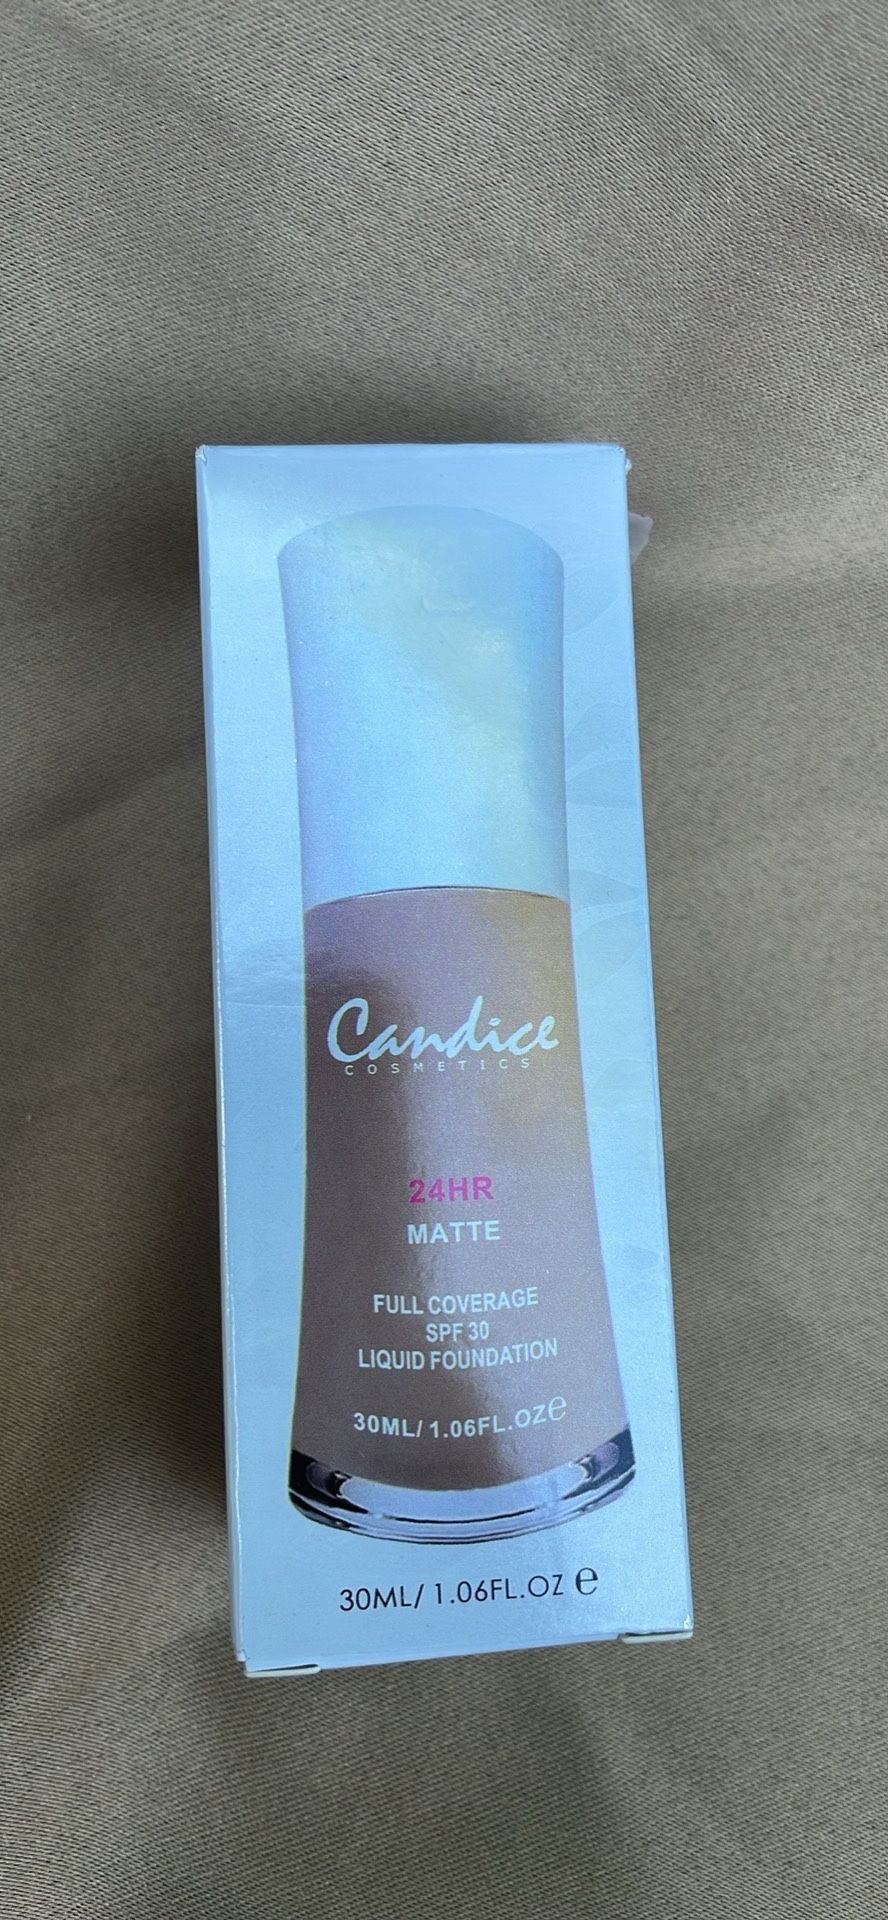 Candice
COSMETICS
24HR
MATTE
FULL COVERAGE
SPF 30
LIQUID FOUNDATION
30ML/ 1.06FL.OZ e
30ML/ 1.06FL.OZ e